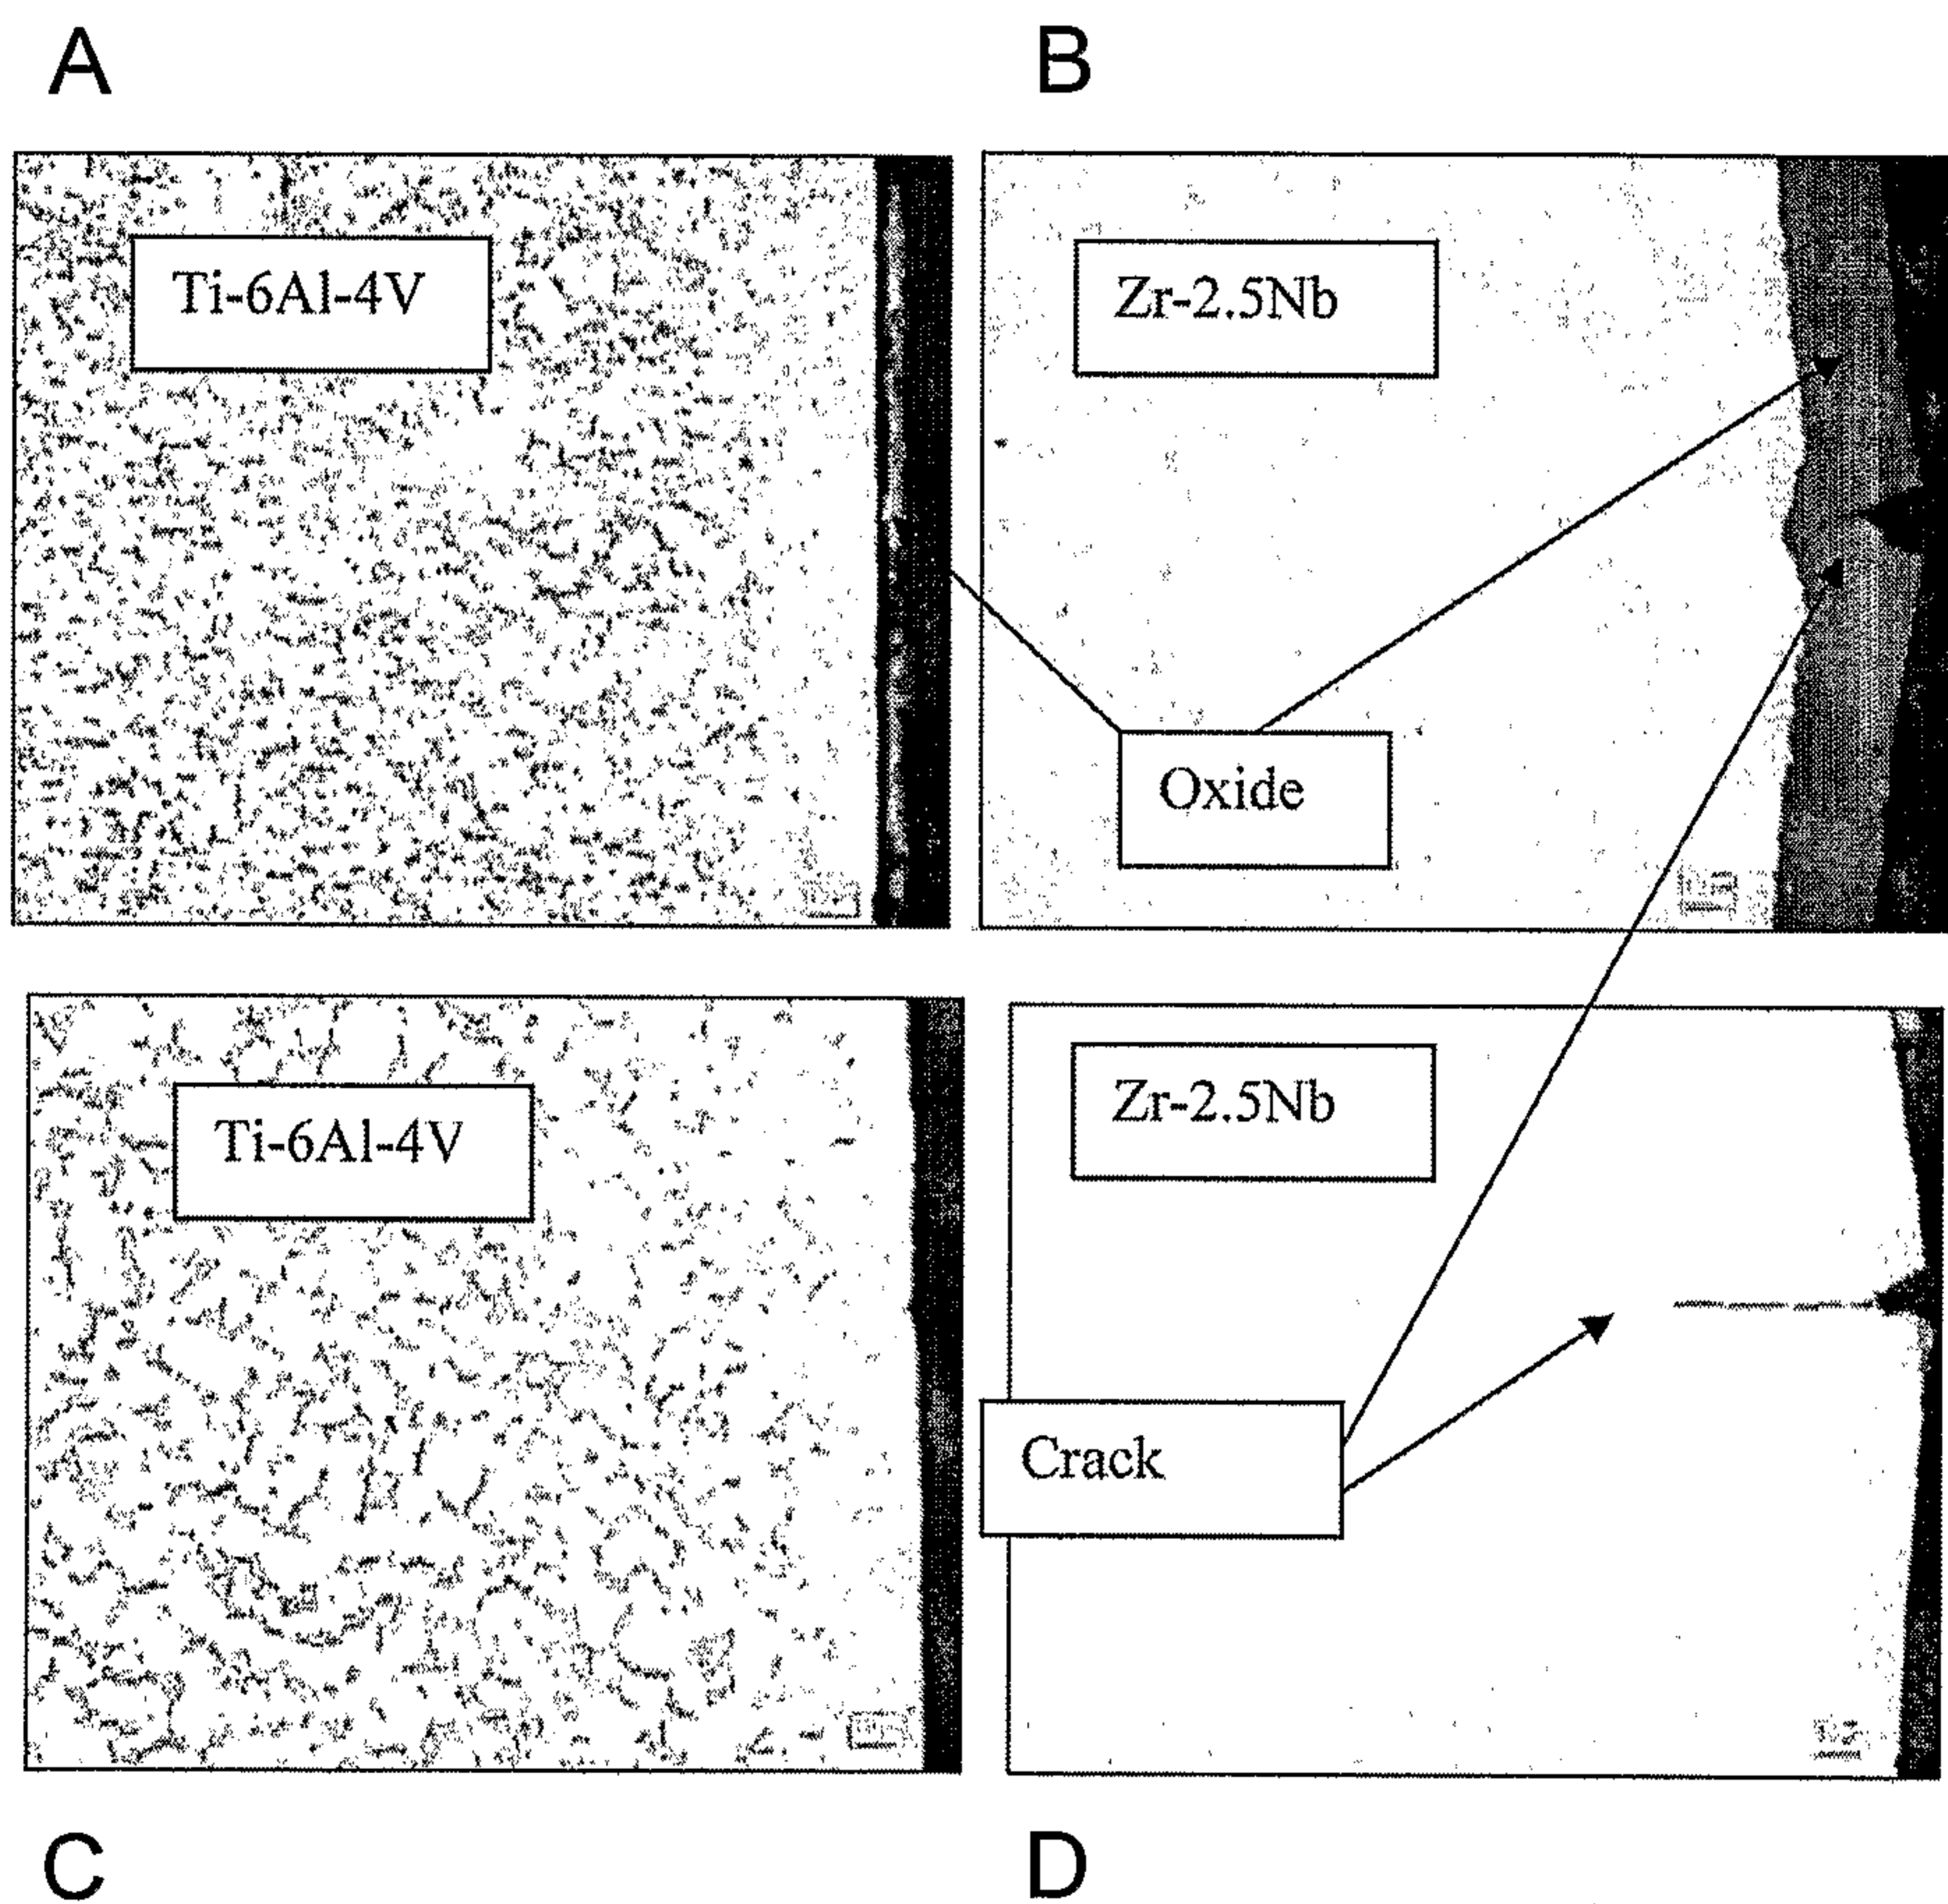 A
B
Ti-6Al-4V
Zr-2.5Nb
Oxide
Ti-6Al-4V
Zr-2.5Nb
Crack
C
D